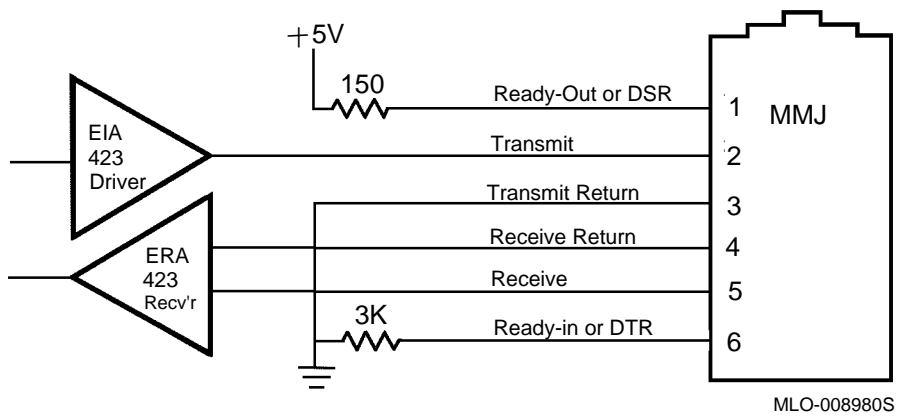 +5V
150
Ready-Out or DSR
1
MMJ
EIA
423
Driver
Transmit
2
Transmit Return
3
Receive Return
4
ERA
423
Recv'r
Receive
5
3K
Ready-in or DTR
6
MLO-008980S